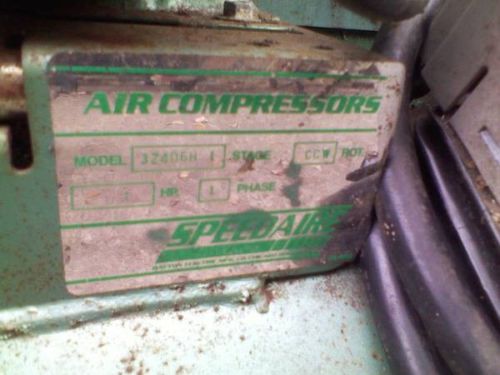 AIR COMPRESSORS
MODEL 3Z406H 1 STAGE CCW ROT.
HP. 1 PHASE
SPEEDAIRE